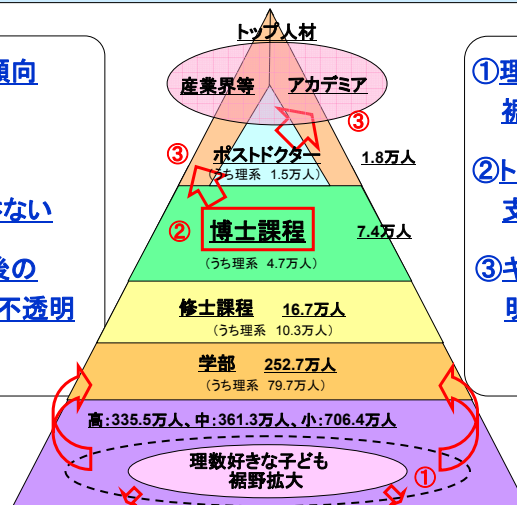 トップ人材
産業界等 アカデミア
③
③
ポストドクター 1.8万人
(うち理系 1.5万人)
② 博士課程 7.4万人
(うち理系 4.7万人)
修士課程 16.7万人
(うち理系 10.3万人)
学部 252.7万人
(うち理系 79.7万人)
高:335.5万人、中:361.3万人、小:706.4万人
理数好きな子ども
裾野拡大
①
傾向
ない
後の
不透明
①理
裾
②ト
支
③キ
明